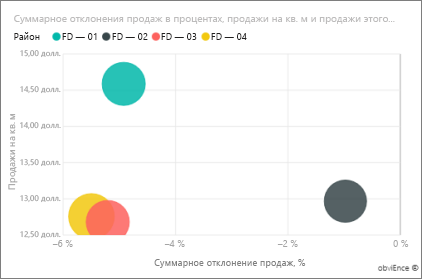 Суммарное отклонения продаж в процентах, продажи на кв. м и продажи этого...
Район FD — 01 FD — 02 FD — 03 FD — 04
Продажи на кв. м
15,00 долл.
14,50 долл.
14,00 долл.
13,50 долл.
13,00 долл.
12,50 долл.
−6 % −4 % −2 % 0 %
Суммарное отклонение продаж, %
obviEnce ©